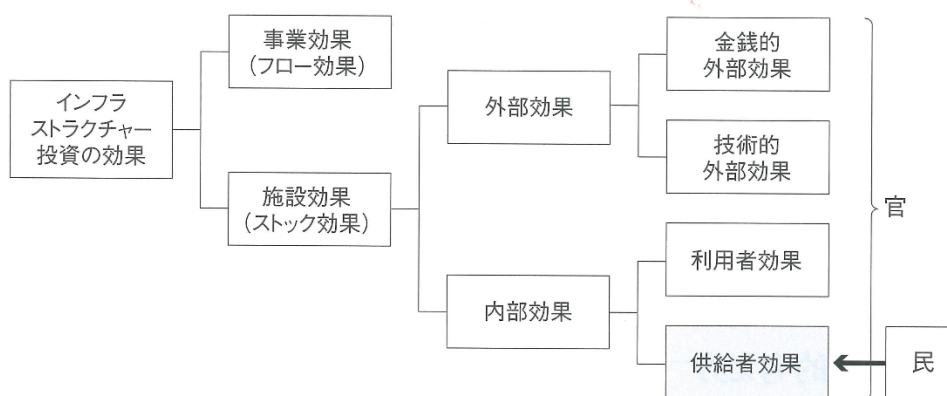 事業効果
(フロー効果)
インフラ
ストラクチャー
投資の効果
施設効果
(ストック効果)
外部効果
内部効果
金銭的
外部効果
技術的
外部効果
利用者効果
供給者効果
官
民